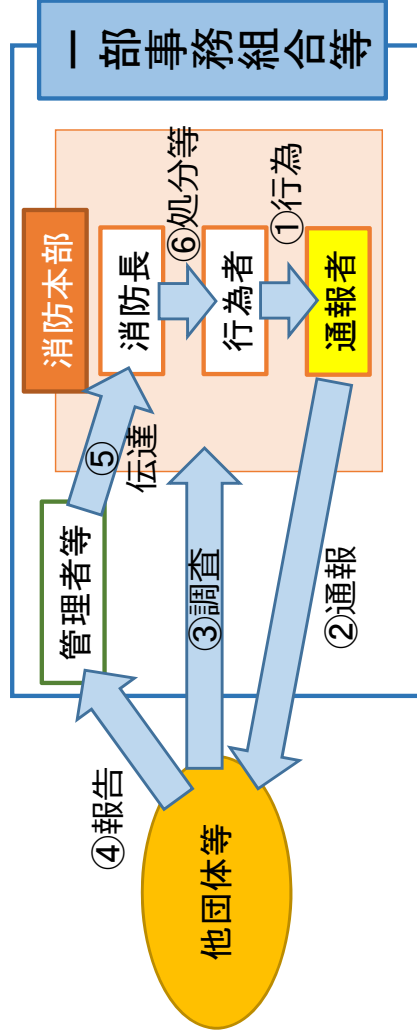 一部事務組合等
消防本部
管理者等
消防長
⑤
伝達
⑥処分等
行為者
④報告
③調査
①行為
他団体等
②通報
通報者